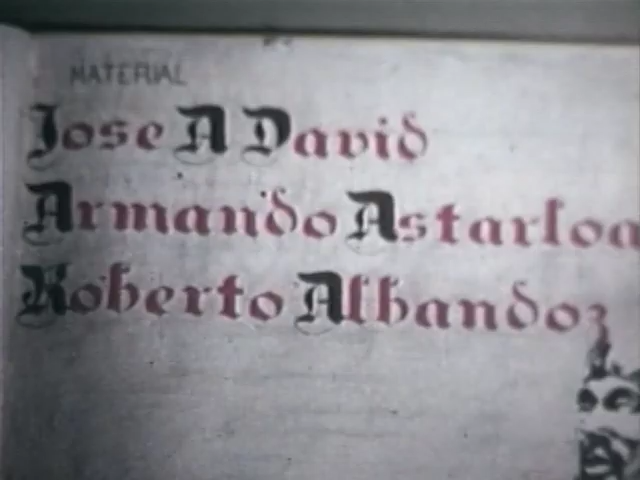 MATERIAL
Jose A David
Armando Astarloa
Roberto Albandoz